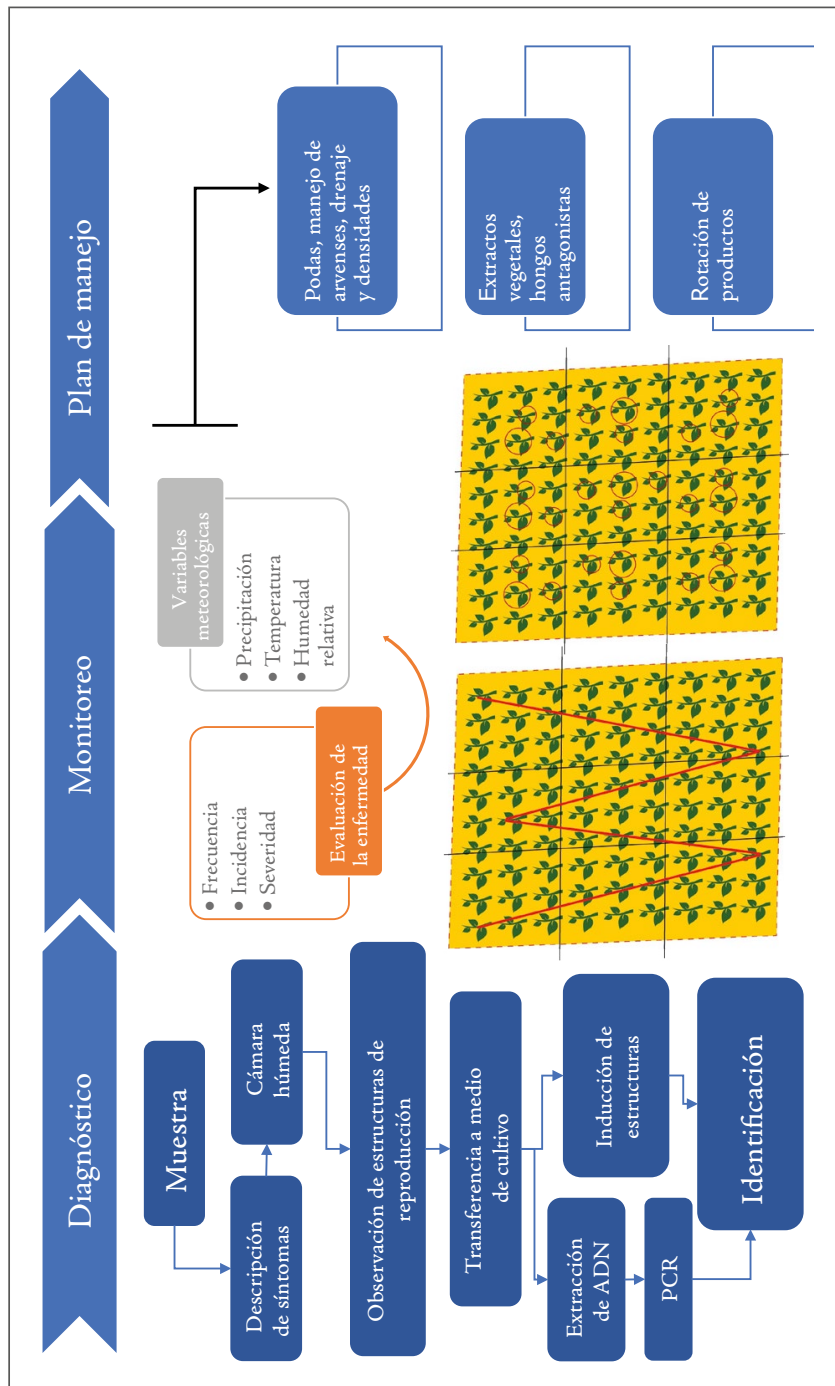 Diagnóstico
Monitoreo
Plan de manejo
Muestra
Descripción
de síntomas
Cámara
húmeda
Observación de estructuras de
reproducción
Transferencia a medio
de cultivo
Extracción
de ADN
PCR
Inducción de
estructuras
Identificación
• Frecuencia
• Incidencia
• Severidad
Evaluación de
la enfermedad
Variables
meteorológicas
• Precipitación
• Temperatura
• Humedad
relativa
Podas, manejo de
arvenses, drenaje
y densidades
Extractos
vegetales,
hongos
antagonistas
Rotación de
productos